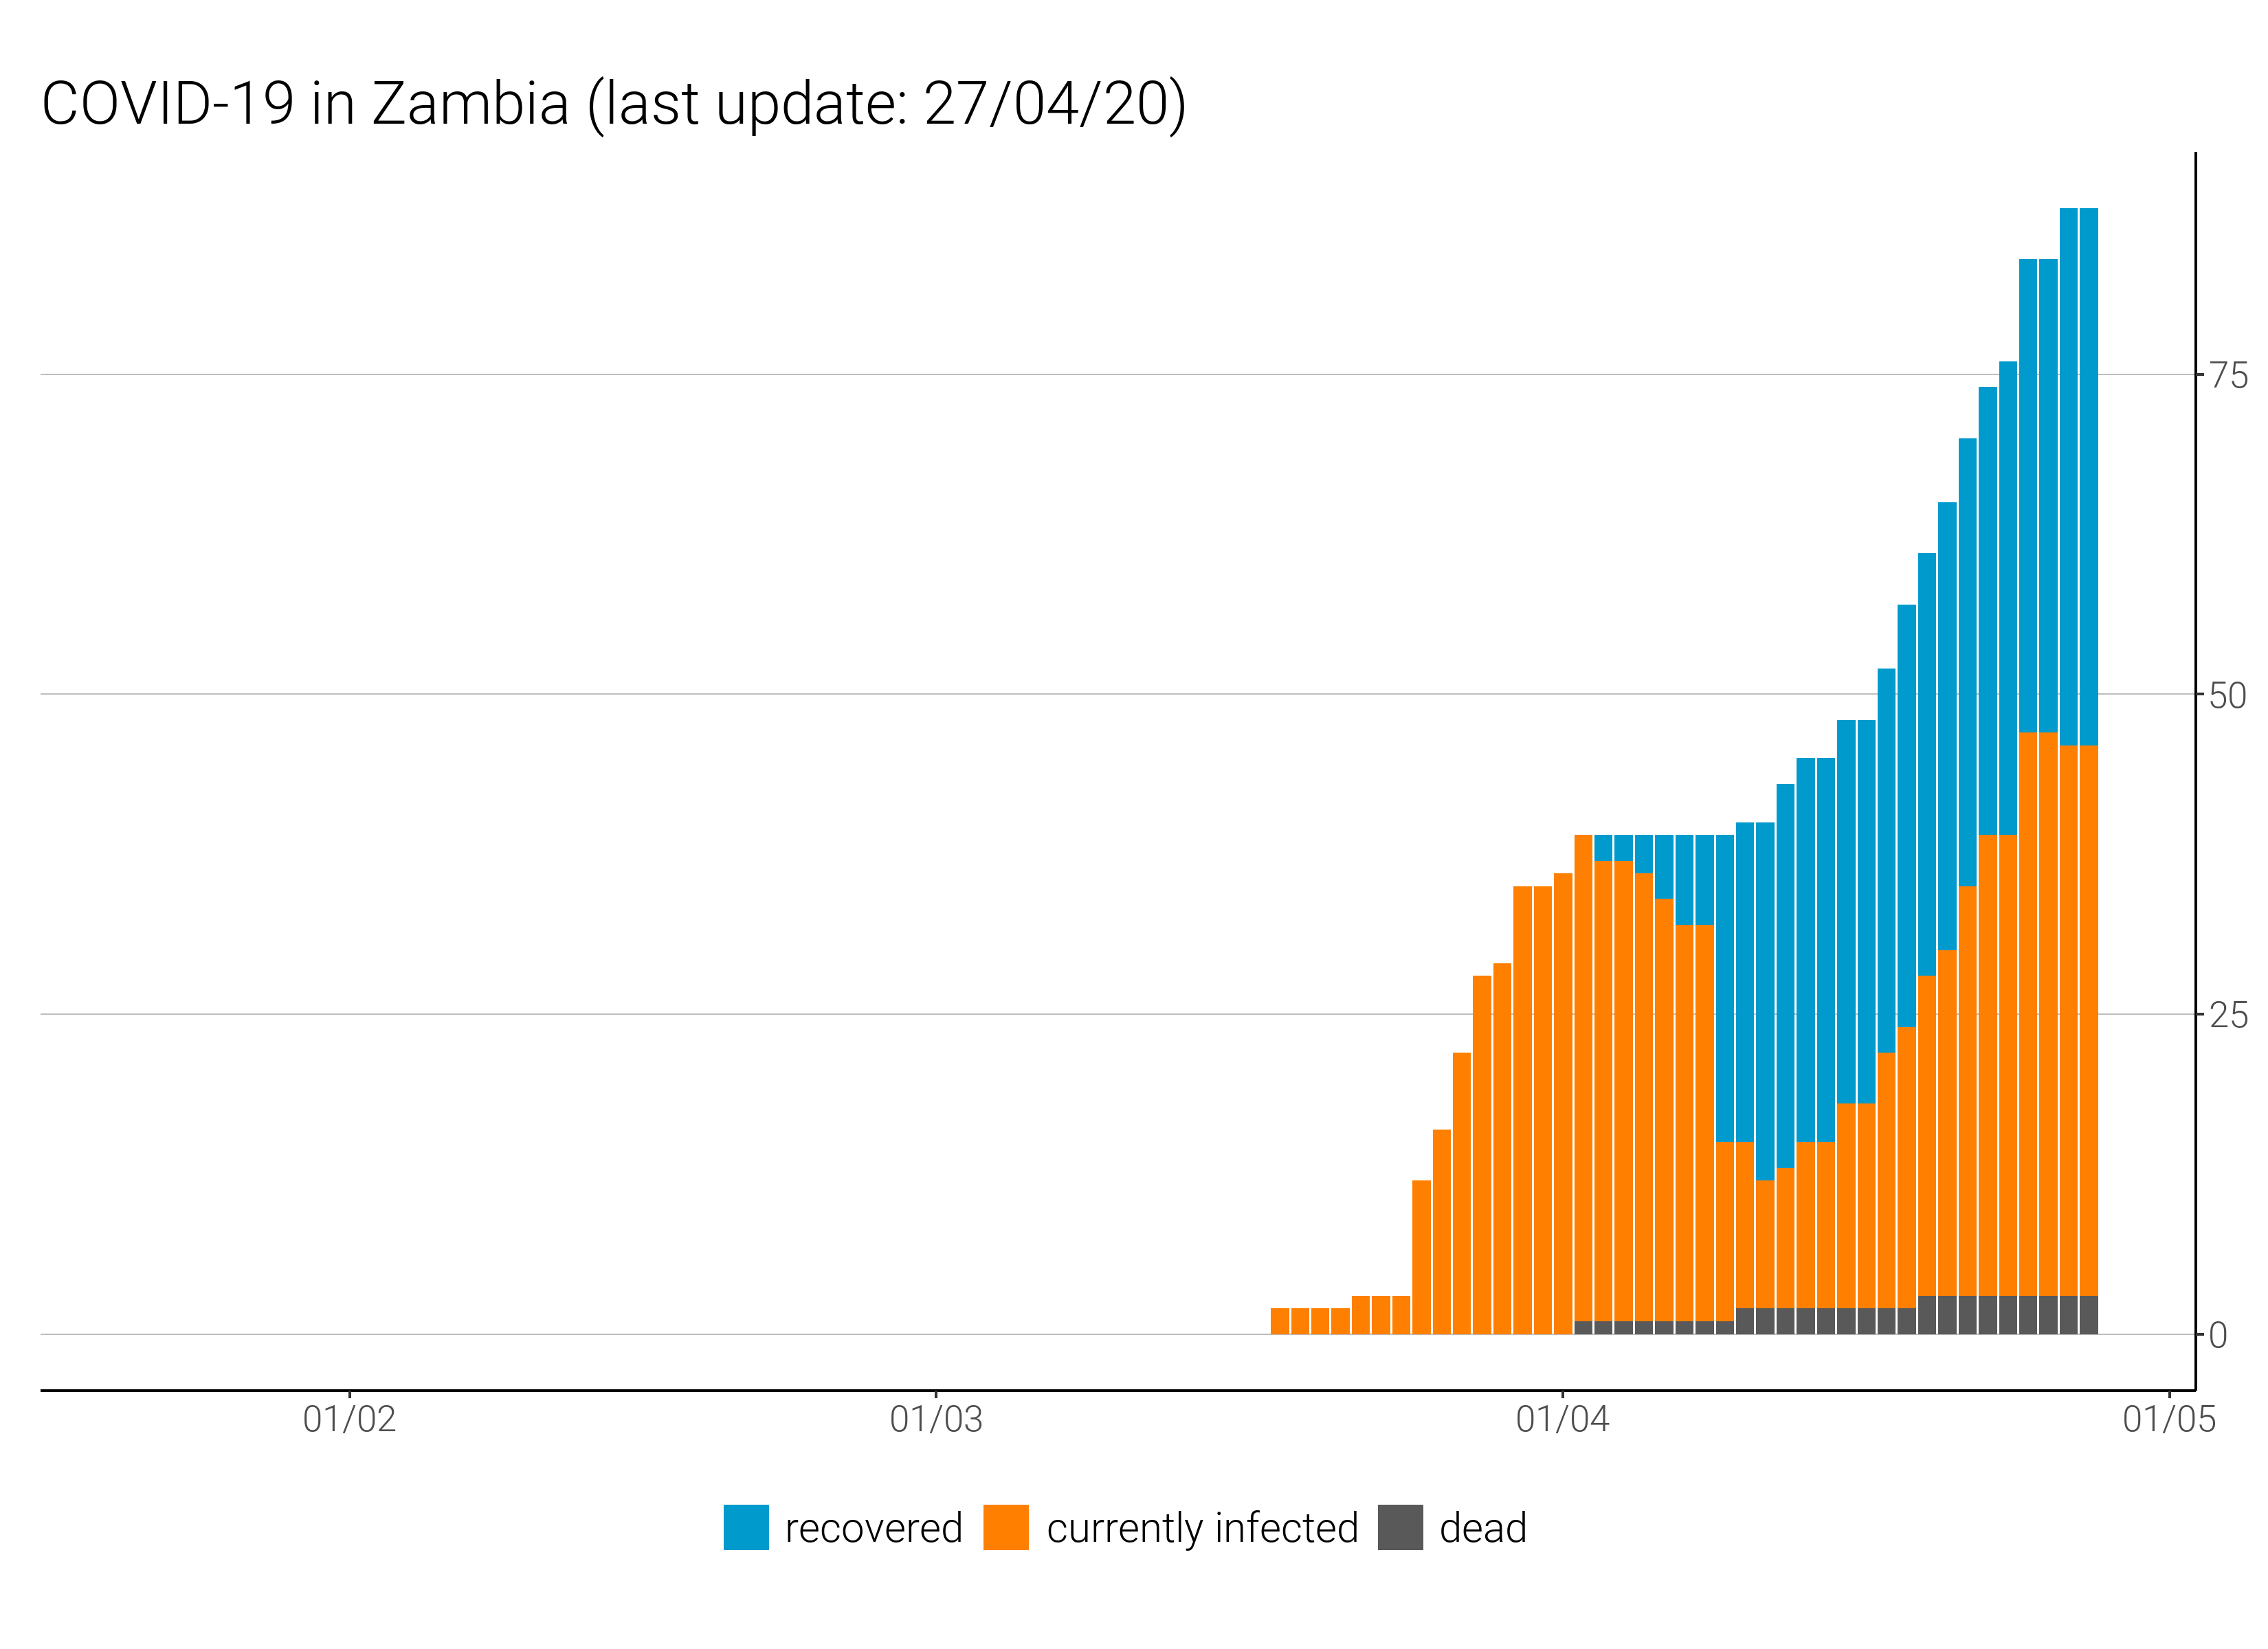 COVID-19 in Zambia (last update: 27/04/20)
75
50
25
0
01/02 01/03 01/04 01/05
recovered currently infected dead